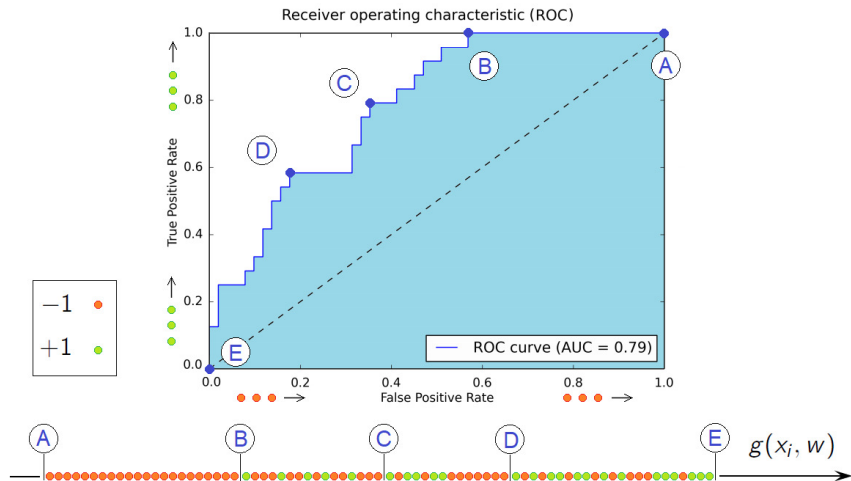 Receiver operating characteristic (ROC)
1.0
0.8
0.6
0.4
0.2
0.0
True Positive Rate
A
B
C
D
E
ROC curve (AUC = 0.79)
0.0 0.2 0.4 0.6 0.8 1.0
False Positive Rate
−1
+1
A B C D E g(xᵢ, w)